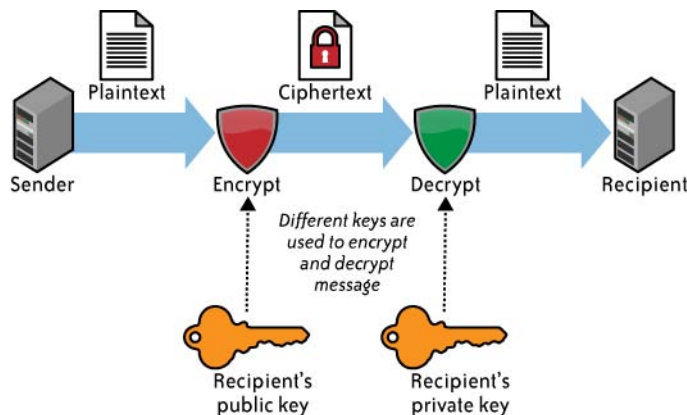 Plaintext
Ciphertext
Plaintext
Sender
Encrypt
Decrypt
Recipient
Different keys are
used to encrypt
and decrypt
message
Recipient's
public key
Recipient's
private key